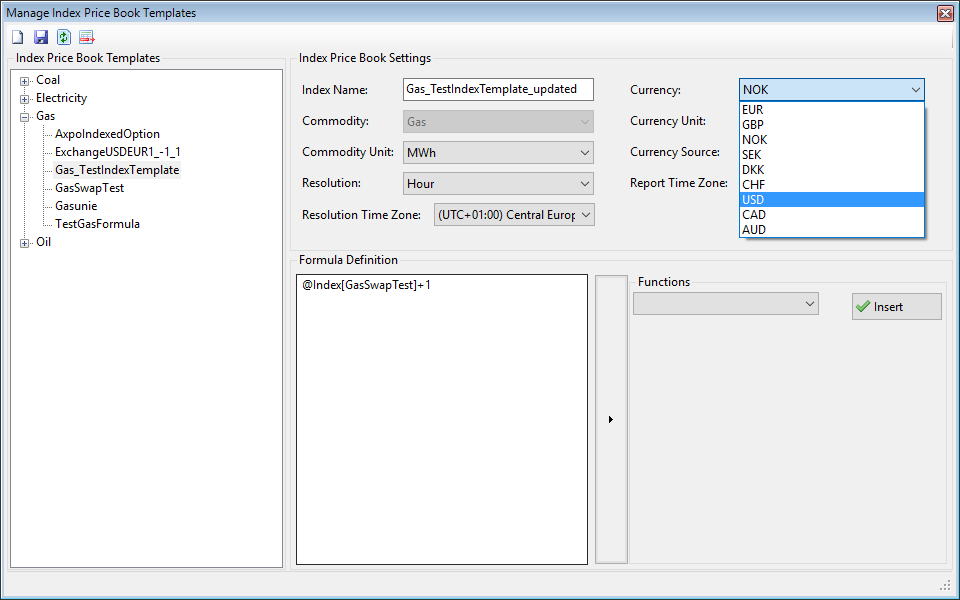 Manage Index Price Book Templates
Index Price Book Templates
Coal
Electricity
Gas
AxpoIndexedOption
ExchangeUSDEUR1_-1_1
Gas_TestIndexTemplate
GasSwapTest
Gasunie
TestGasFormula
Oil
Index Price Book Settings
Index Name: Gas_TestIndexTemplate_updated
Commodity: Gas
Commodity Unit: MWh
Resolution: Hour
Resolution Time Zone: (UTC+01:00) Central Europ
Currency: NOK
Currency Unit:
Currency Source:
Report Time Zone:
EUR
GBP
NOK
SEK
DKK
CHF
USD
CAD
AUD
Formula Definition
@Index[GasSwapTest]+1
Functions
Insert